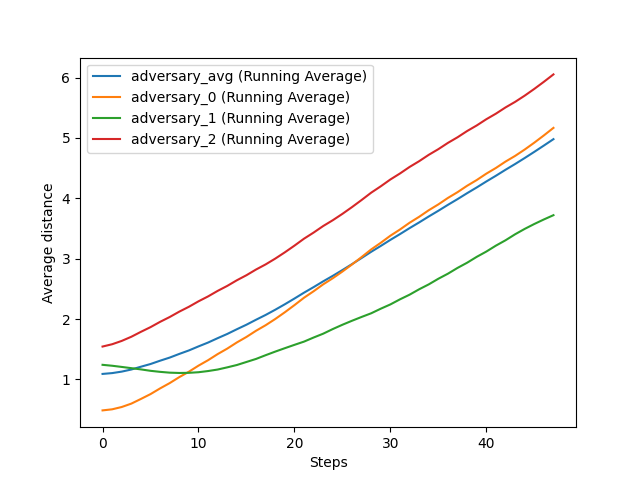 adversary_avg (Running Average)
adversary_0 (Running Average)
adversary_1 (Running Average)
adversary_2 (Running Average)
6
5
4
3
2
1
Average distance
0 10 20 30 40
Steps